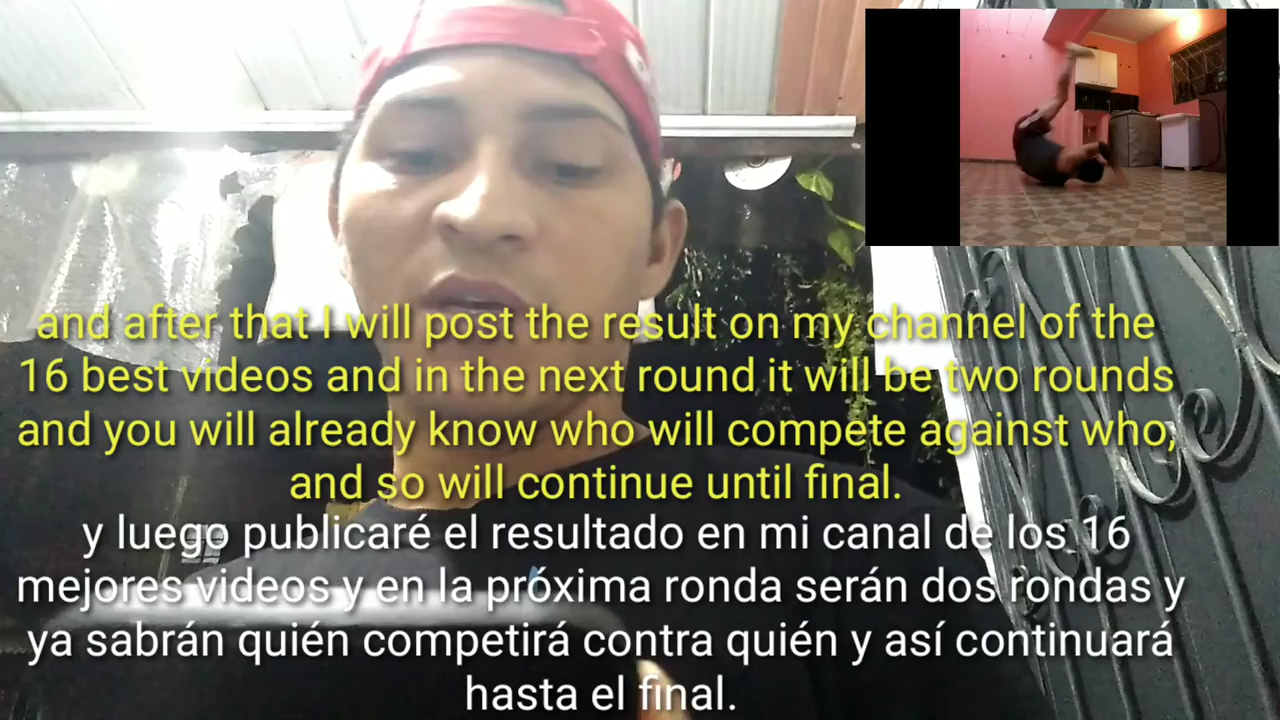 and after that I will post the result on my channel of the
16 best videos and in the next round it will be two rounds
and you will already know who will compete against who,
and so will continue until final.
y luego publicaré el resultado en mi canal de los 16
mejores videos y en la próxima ronda serán dos rondas y
ya sabrán quién competirá contra quién y así continuará
hasta el final.